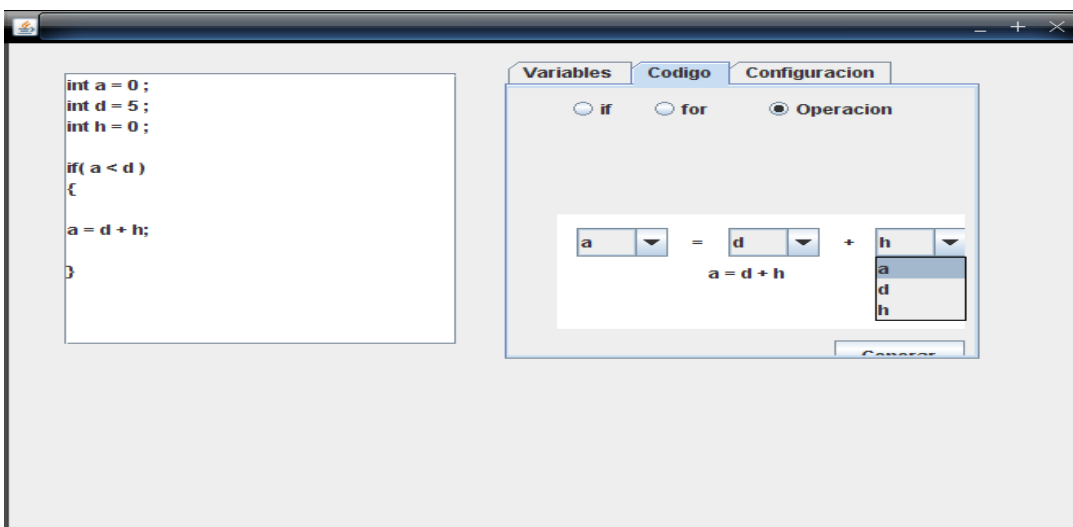 int a = 0 ;
int d = 5 ;
int h = 0 ;
if( a < d )
{
a = d + h;
}
Variables Codigo Configuracion
if for Operacion
a = d + h
a = d + h
a
d
h